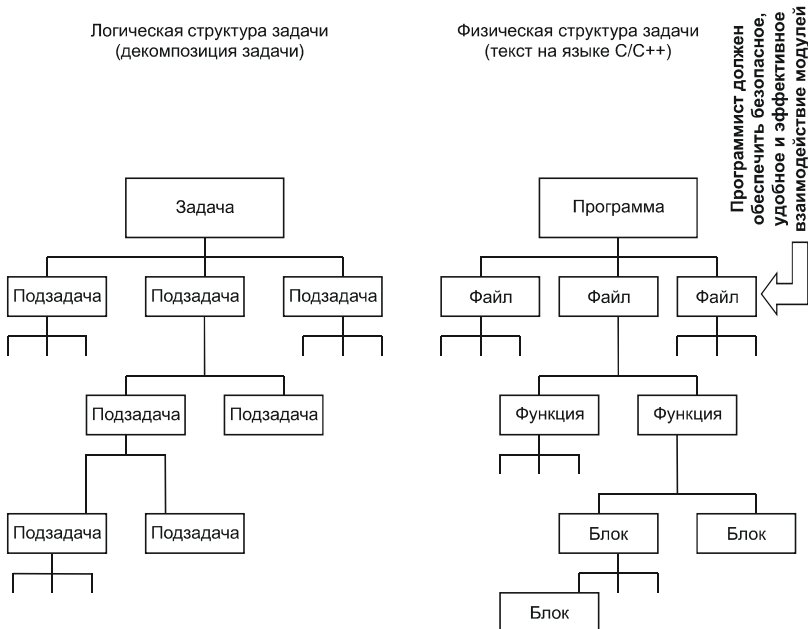 Логическая структура задачи
(декомпозиция задачи)
Физическая структура задачи
(текст на языке C/C++)
Программист должен
обеспечить безопасное,
удобное и эффективное
взаимодействие модулей
Задача
Программа
Подзадача
Подзадача
Подзадача
Файл
Файл
Файл
Подзадача
Подзадача
Функция
Функция
Подзадача
Подзадача
Блок
Блок
Блок